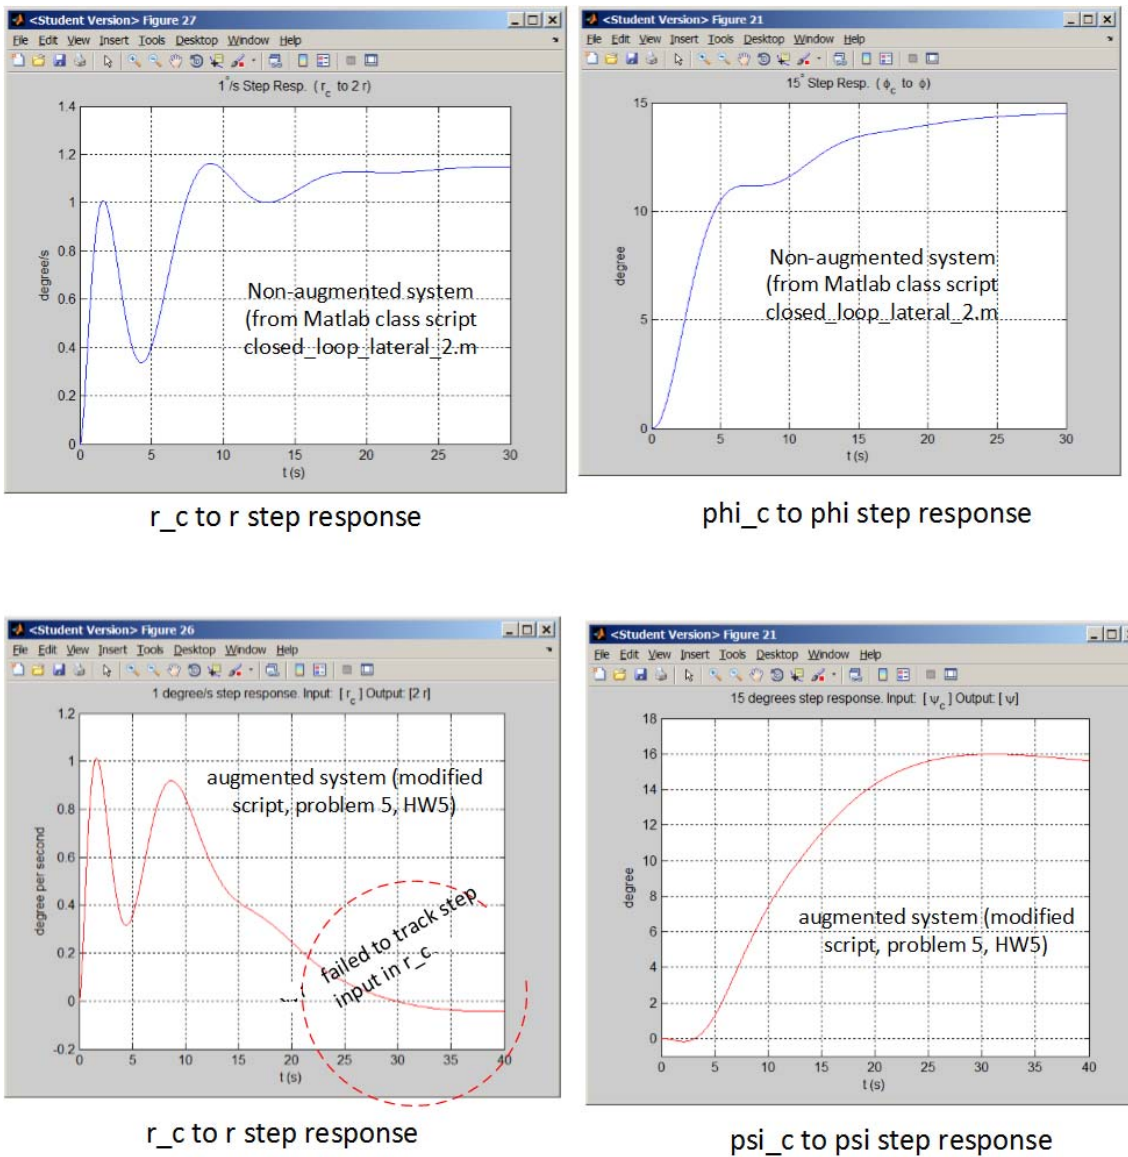 <Student Version> Figure 27
File Edit View Insert Tools Desktop Window Help
1°/s Step Resp. ( r_c to 2 r)
degree/s
1.4
1.2
1
0.8
0.6
0.4
0.2
0
Non-augmented system
(from Matlab class script
closed_loop_lateral_2.m
0 5 10 15 20 25 30
t (s)
r_c to r step response
<Student Version> Figure 21
File Edit View Insert Tools Desktop Window Help
15° Step Resp. (ϕ_c to ϕ)
degree
15
10
5
0
Non-augmented system
(from Matlab class script
closed_loop_lateral_2.m
0 5 10 15 20 25 30
t (s)
phi_c to phi step response
<Student Version> Figure 26
File Edit View Insert Tools Desktop Window Help
1 degree/s step response. Input: [ r_c ] Output: [2 r]
degree per second
1.2
1
0.8
0.6
0.4
0.2
0
-0.2
augmented system (modified
script, problem 5, HW5)
failed to track step
input in r_c
0 5 10 15 20 25 30 35 40
t (s)
r_c to r step response
<Student Version> Figure 21
File Edit View Insert Tools Desktop Window Help
15 degrees step response. Input: [ ψ_c ] Output: [ ψ]
degree
18
16
14
12
10
8
6
4
2
0
augmented system (modified
script, problem 5, HW5)
0 5 10 15 20 25 30 35 40
t (s)
psi_c to psi step response